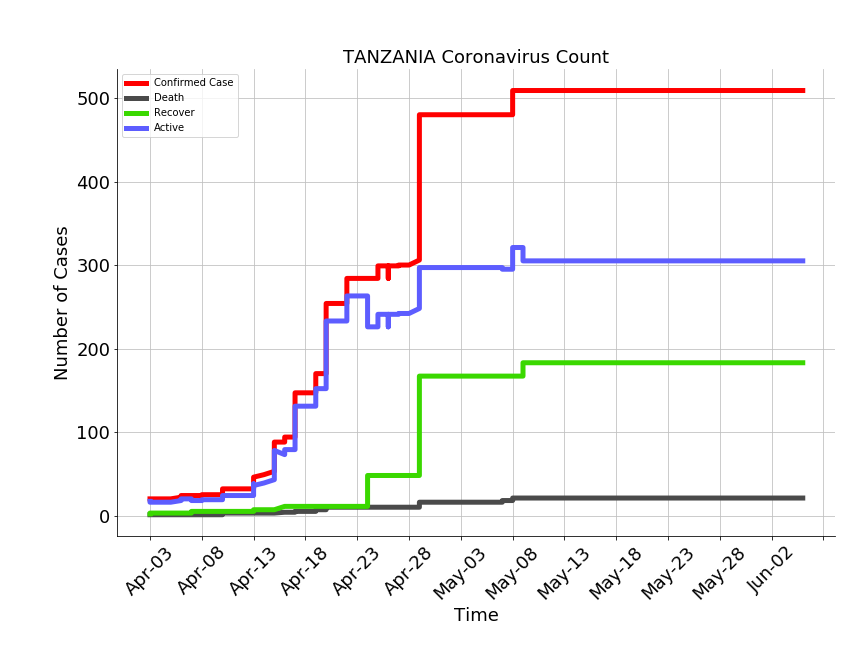 TANZANIA Coronavirus Count
Confirmed Case
Death
Recover
Active
500
400
300
200
100
0
Number of Cases
Apr-03
Apr-08
Apr-13
Apr-18
Apr-23
Apr-28
May-03
May-08
May-13
May-18
May-23
May-28
Jun-02
Time